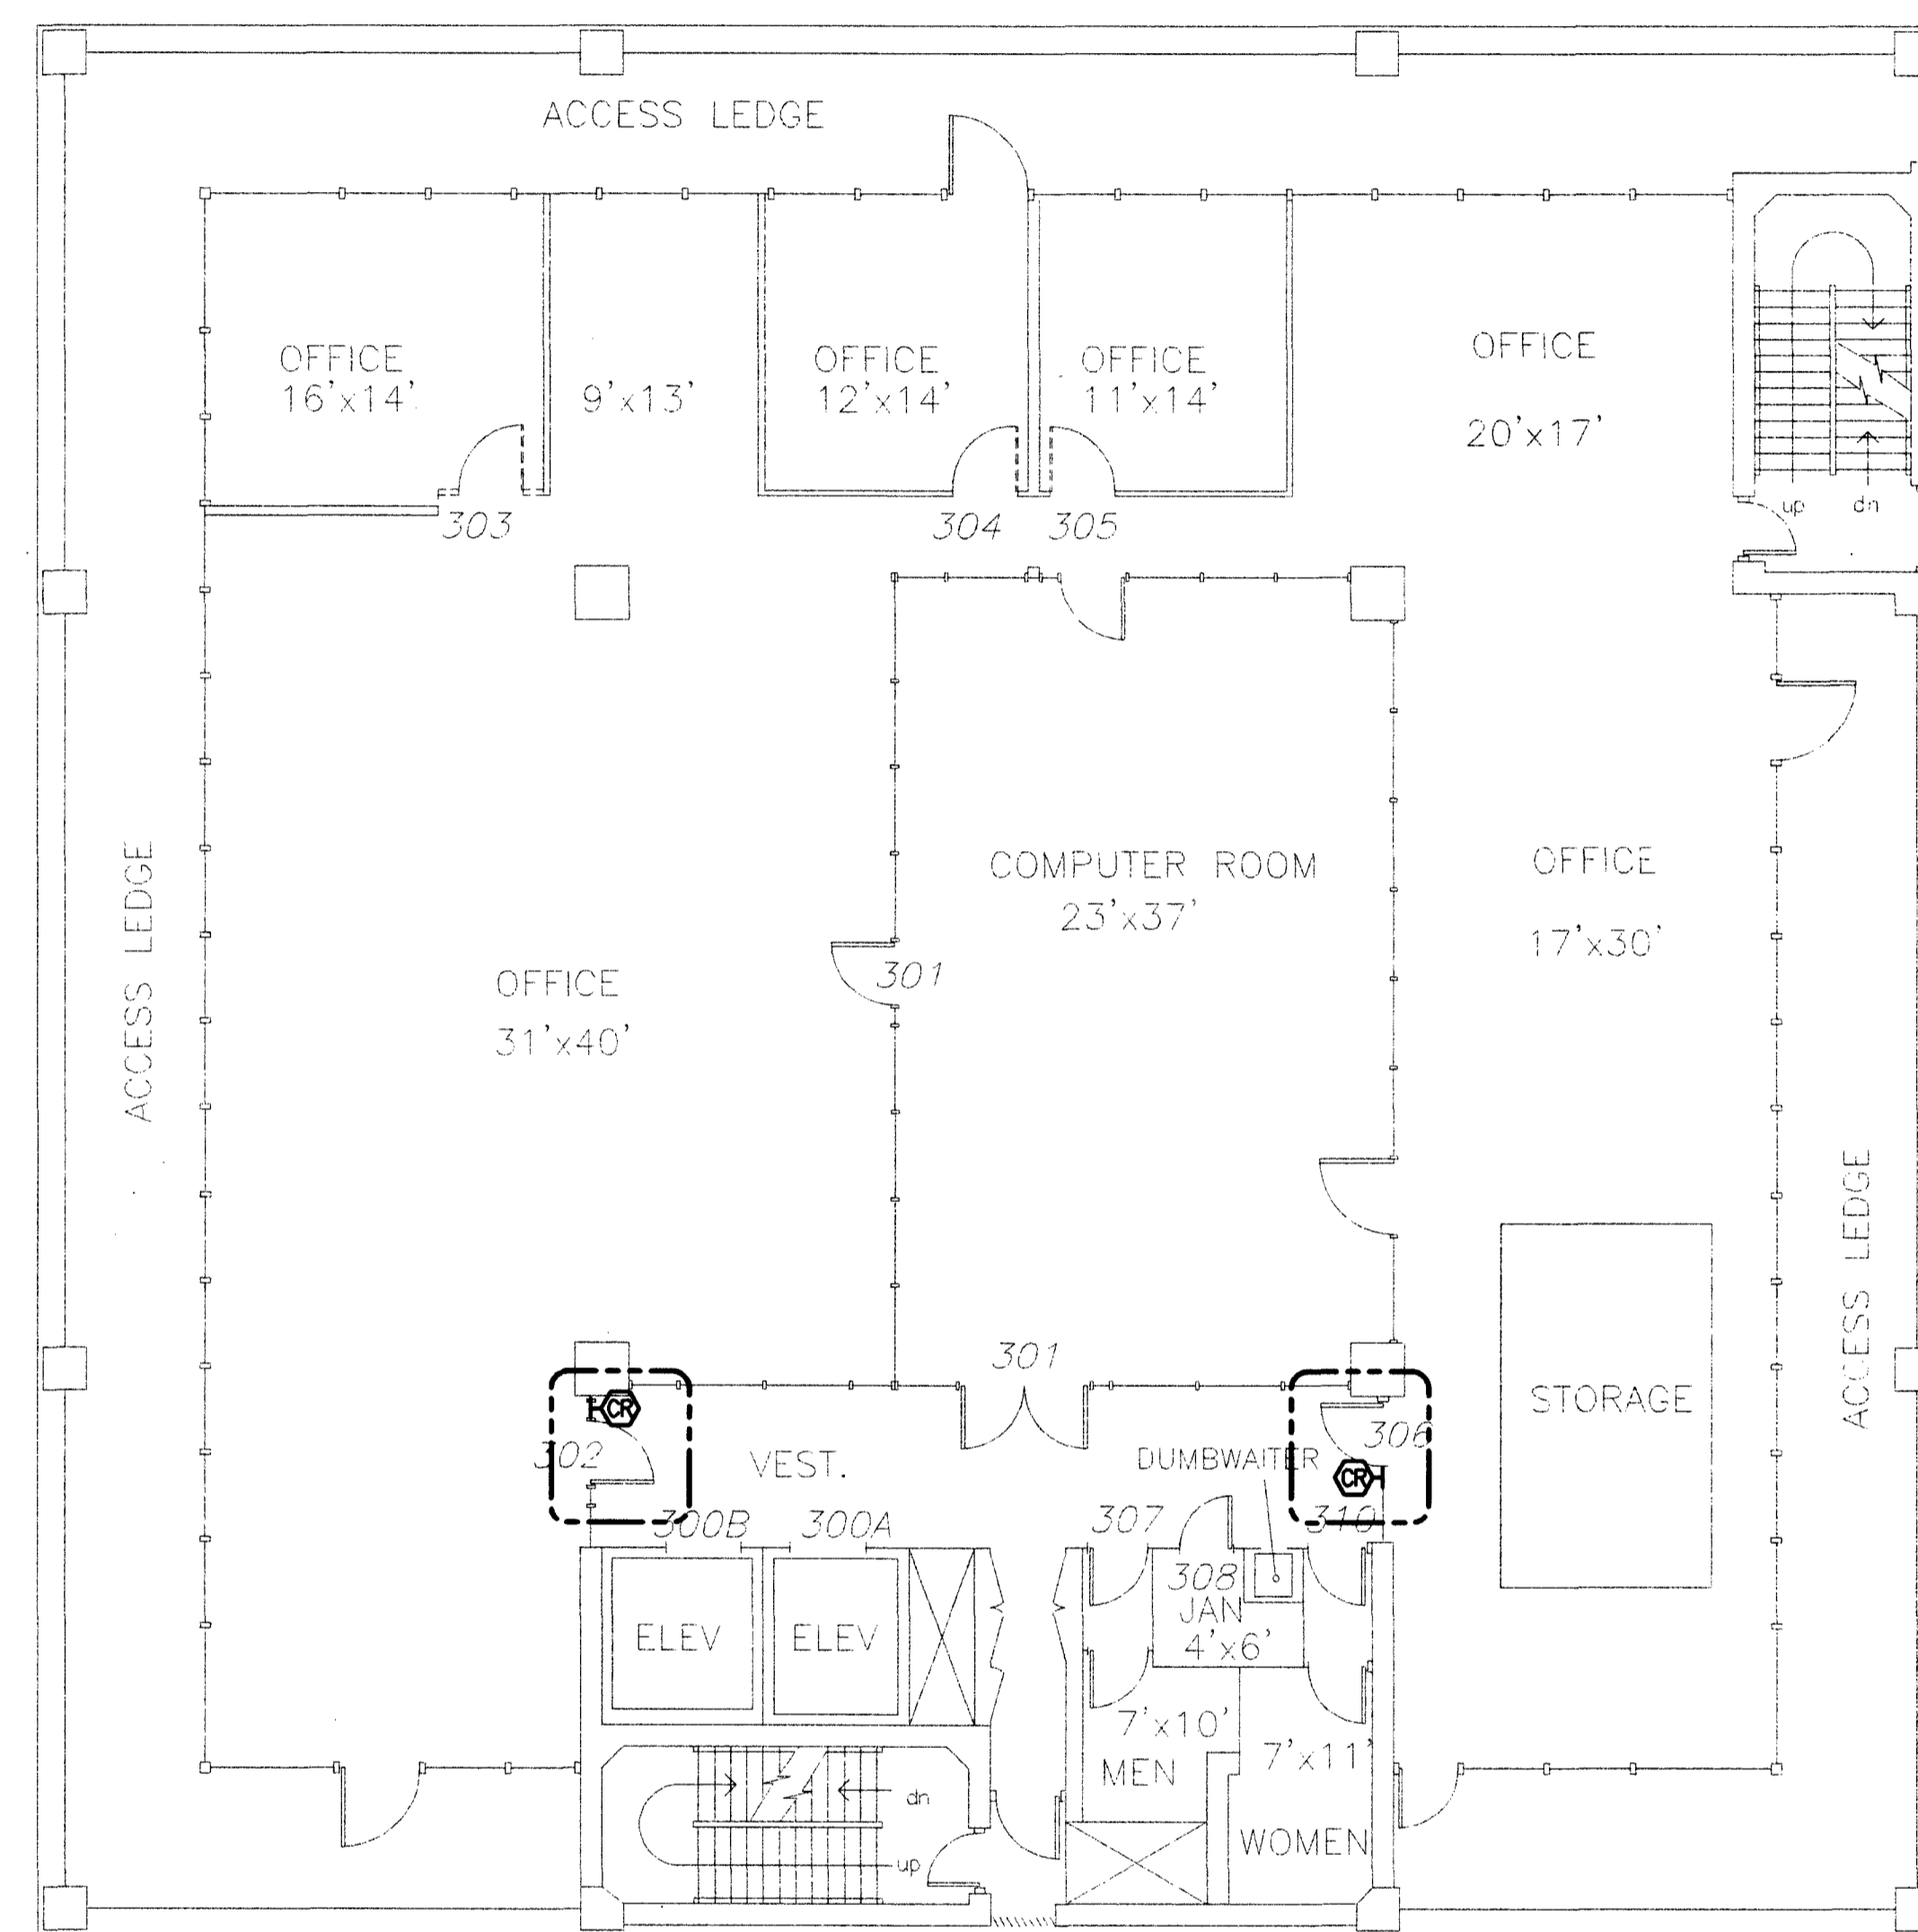 ACCESS LEDGE
OFFICE
16'x14'
9'x13'
OFFICE
12'x14'
OFFICE
11'x14'
OFFICE
20'x17'
up
dn
303
304
305
COMPUTER ROOM
23'x37'
OFFICE
17'x30'
301
OFFICE
31'x40'
ACCESS LEDGE
ACCESS LEDGE
301
STORAGE
CR
302
VEST.
DUMBWAITER
306
CR
300B
300A
307
310
308
JAN
4'x6'
ELEV
ELEV
7'x10'
MEN
7'x11'
WOMEN
dn
up